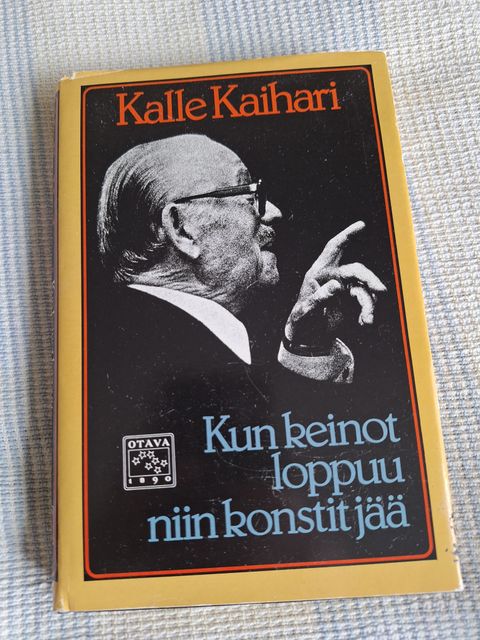 Kalle Kaihari
Kun keinot
loppuu
niin konstit jää
OTAVA
1890